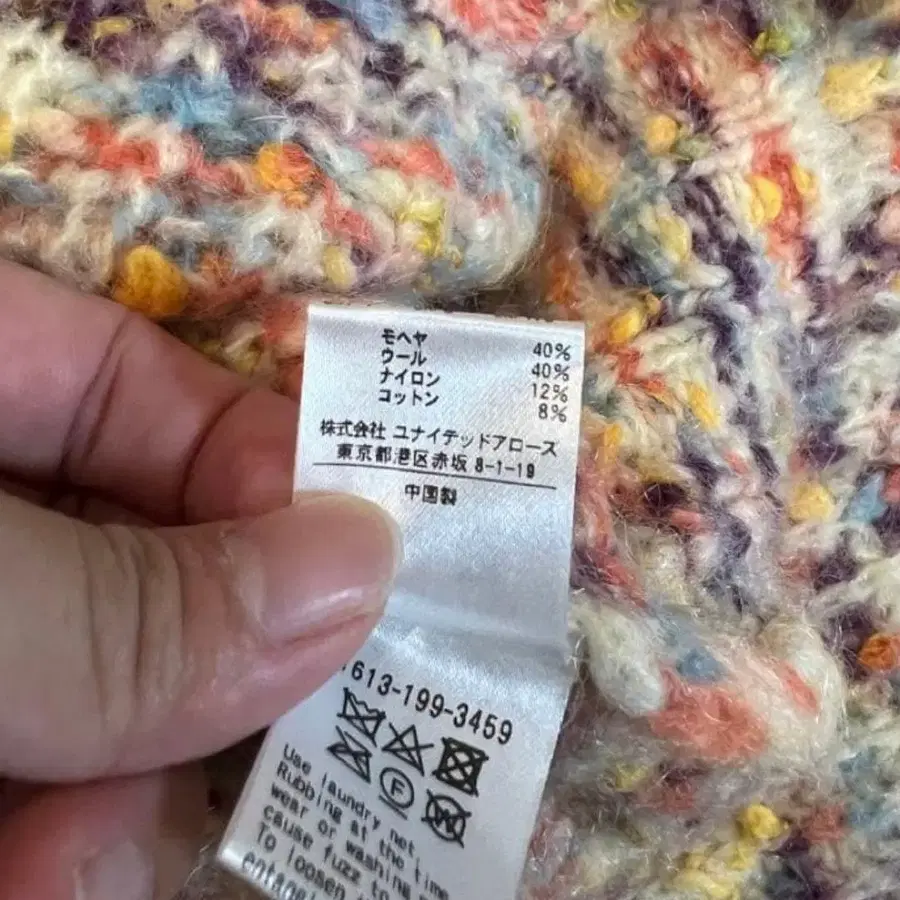 モヘヤ 40%
ウール 40%
ナイロン 12%
コットン 8%
株式会社 ユナイテッドアローズ
東京都港区赤坂 8-1-19
中国製
1613-199-3459
F
Use laundry net.
Rubbing at the time
wear or washing
cause fuzz to
To loosen